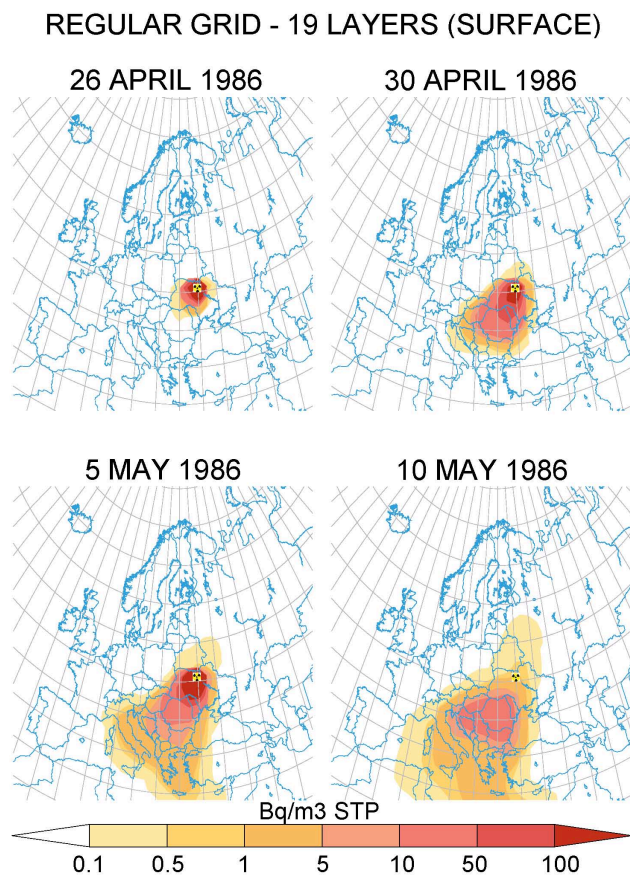 REGULAR GRID - 19 LAYERS (SURFACE)
26 APRIL 1986
30 APRIL 1986
5 MAY 1986
10 MAY 1986
Bq/m3 STP
0.1 0.5 1 5 10 50 100